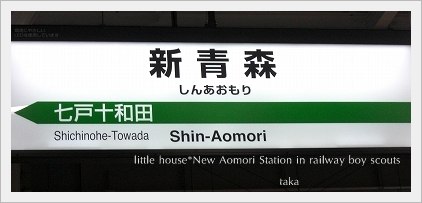 新青森
しんあおもり
七戸十和田
Shichinohe-Towada
Shin-Aomori
little house*New Aomori Station in railway boy scouts
taka